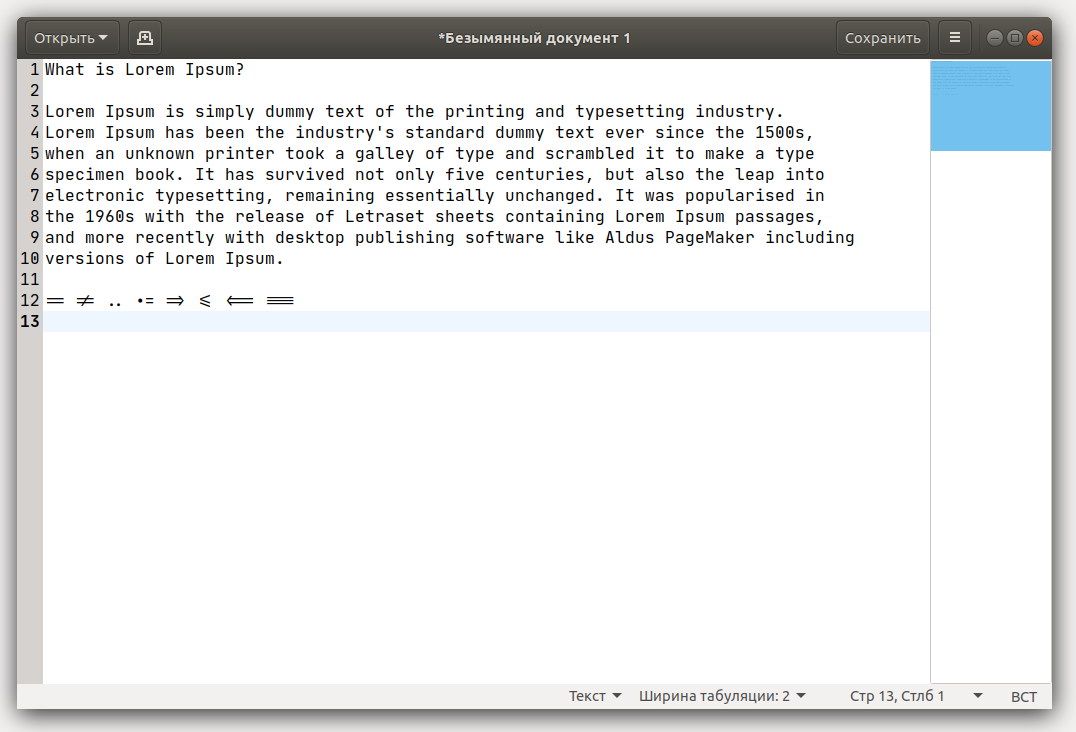 Открыть
*Безымянный документ 1
Сохранить
1 What is Lorem Ipsum?
2
3 Lorem Ipsum is simply dummy text of the printing and typesetting industry.
4 Lorem Ipsum has been the industry's standard dummy text ever since the 1500s,
5 when an unknown printer took a galley of type and scrambled it to make a type
6 specimen book. It has survived not only five centuries, but also the leap into
7 electronic typesetting, remaining essentially unchanged. It was popularised in
8 the 1960s with the release of Letraset sheets containing Lorem Ipsum passages,
9 and more recently with desktop publishing software like Aldus PageMaker including
10 versions of Lorem Ipsum.
11
12 == ≠ .. := ⇒ ⩽ ⟸ ≡
13
Текст Ширина табуляции: 2 Стр 13, Стлб 1 ВСТ